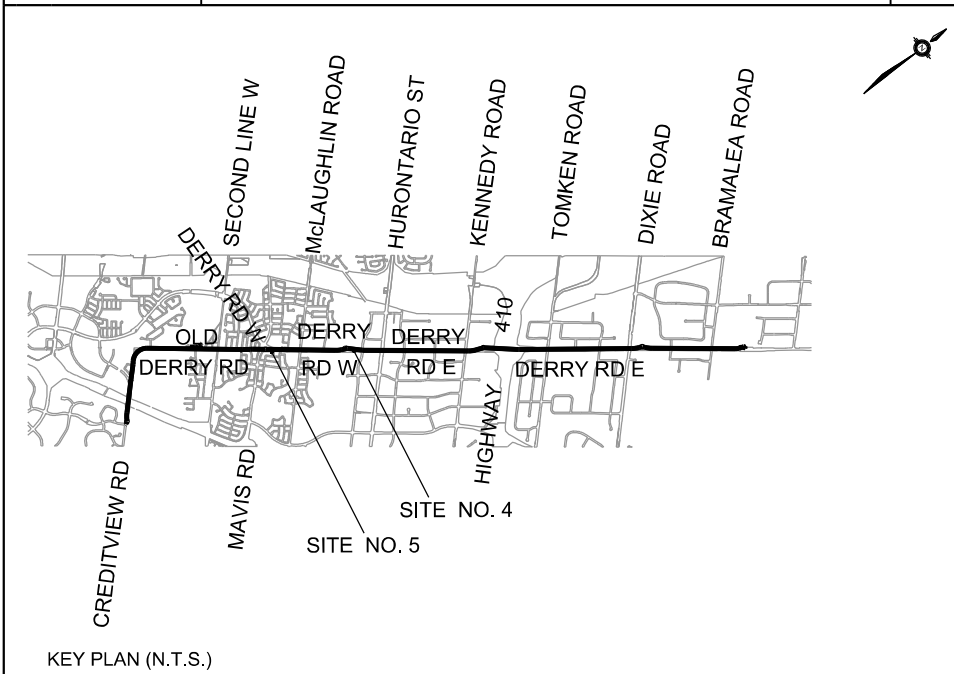 SECOND LINE W
McLAUGHLIN ROAD
HURONTARIO ST
KENNEDY ROAD
TOMKEN ROAD
DIXIE ROAD
BRAMALEA ROAD
DERRY RD W
410
OLD
DERRY
DERRY
DERRY RD
RD W
RD E
DERRY RD E
HIGHWAY
CREDITVIEW RD
MAVIS RD
SITE NO. 4
SITE NO. 5
KEY PLAN (N.T.S.)